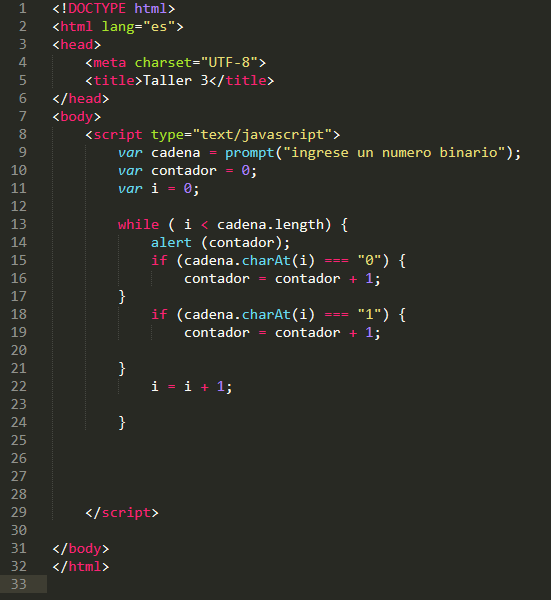 1 <!DOCTYPE html>
2 <html lang="es">
3 <head>
4 <meta charset="UTF-8">
5 <title>Taller 3</title>
6 </head>
7 <body>
8 <script type="text/javascript">
9 var cadena = prompt("ingrese un numero binario");
10 var contador = 0;
11 var i = 0;
12
13 while ( i < cadena.length) {
14 alert (contador);
15 if (cadena.charAt(i) === "0") {
16 contador = contador + 1;
17 }
18 if (cadena.charAt(i) === "1") {
19 contador = contador + 1;
20
21 }
22 i = i + 1;
23
24 }
25
26
27
28
29 </script>
30
31 </body>
32 </html>
33